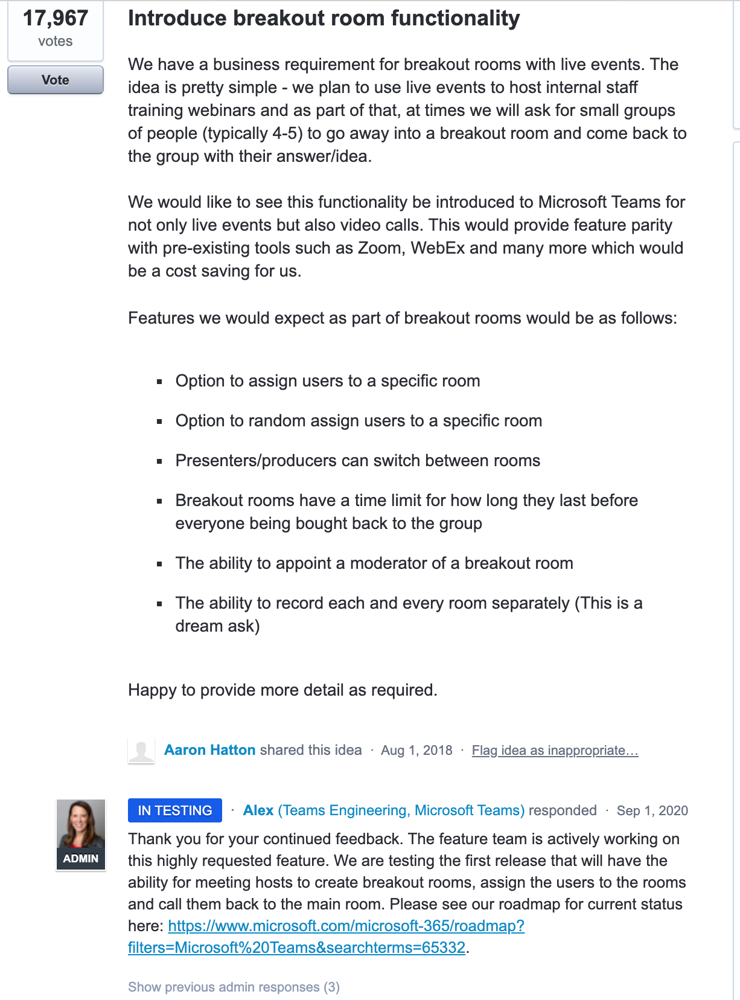 17,967
votes
Vote
Introduce breakout room functionality
We have a business requirement for breakout rooms with live events. The
idea is pretty simple - we plan to use live events to host internal staff
training webinars and as part of that, at times we will ask for small groups
of people (typically 4-5) to go away into a breakout room and come back to
the group with their answer/idea.
We would like to see this functionality be introduced to Microsoft Teams for
not only live events but also video calls. This would provide feature parity
with pre-existing tools such as Zoom, WebEx and many more which would
be a cost saving for us.
Features we would expect as part of breakout rooms would be as follows:
▪ Option to assign users to a specific room
▪ Option to random assign users to a specific room
▪ Presenters/producers can switch between rooms
▪ Breakout rooms have a time limit for how long they last before
everyone being bought back to the group
▪ The ability to appoint a moderator of a breakout room
▪ The ability to record each and every room separately (This is a
dream ask)
Happy to provide more detail as required.
Aaron Hatton shared this idea · Aug 1, 2018 · Flag idea as inappropriate…
ADMIN
IN TESTING · Alex (Teams Engineering, Microsoft Teams) responded · Sep 1, 2020
Thank you for your continued feedback. The feature team is actively working on
this highly requested feature. We are testing the first release that will have the
ability for meeting hosts to create breakout rooms, assign the users to the rooms
and call them back to the main room. Please see our roadmap for current status
here: https://www.microsoft.com/microsoft-365/roadmap?
filters=Microsoft%20Teams&searchterms=65332.
Show previous admin responses (3)